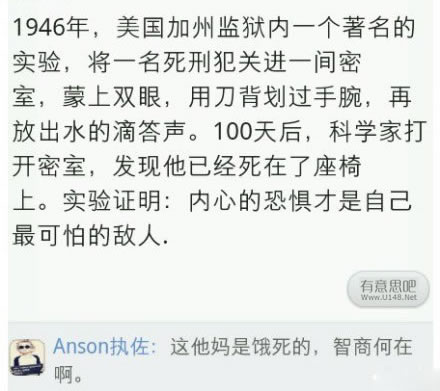 1946年，美国加州监狱内一个著名的
实验，将一名死刑犯关进一间密
室，蒙上双眼，用刀背划过手腕，再
放出水的滴答声。100天后，科学家打
开密室，发现他已经死在了座椅
上。实验证明：内心的恐惧才是自己
最可怕的敌人.
有意思吧
Www.U148.Net
Anson执佐：这他妈是饿死的，智商何在
啊。